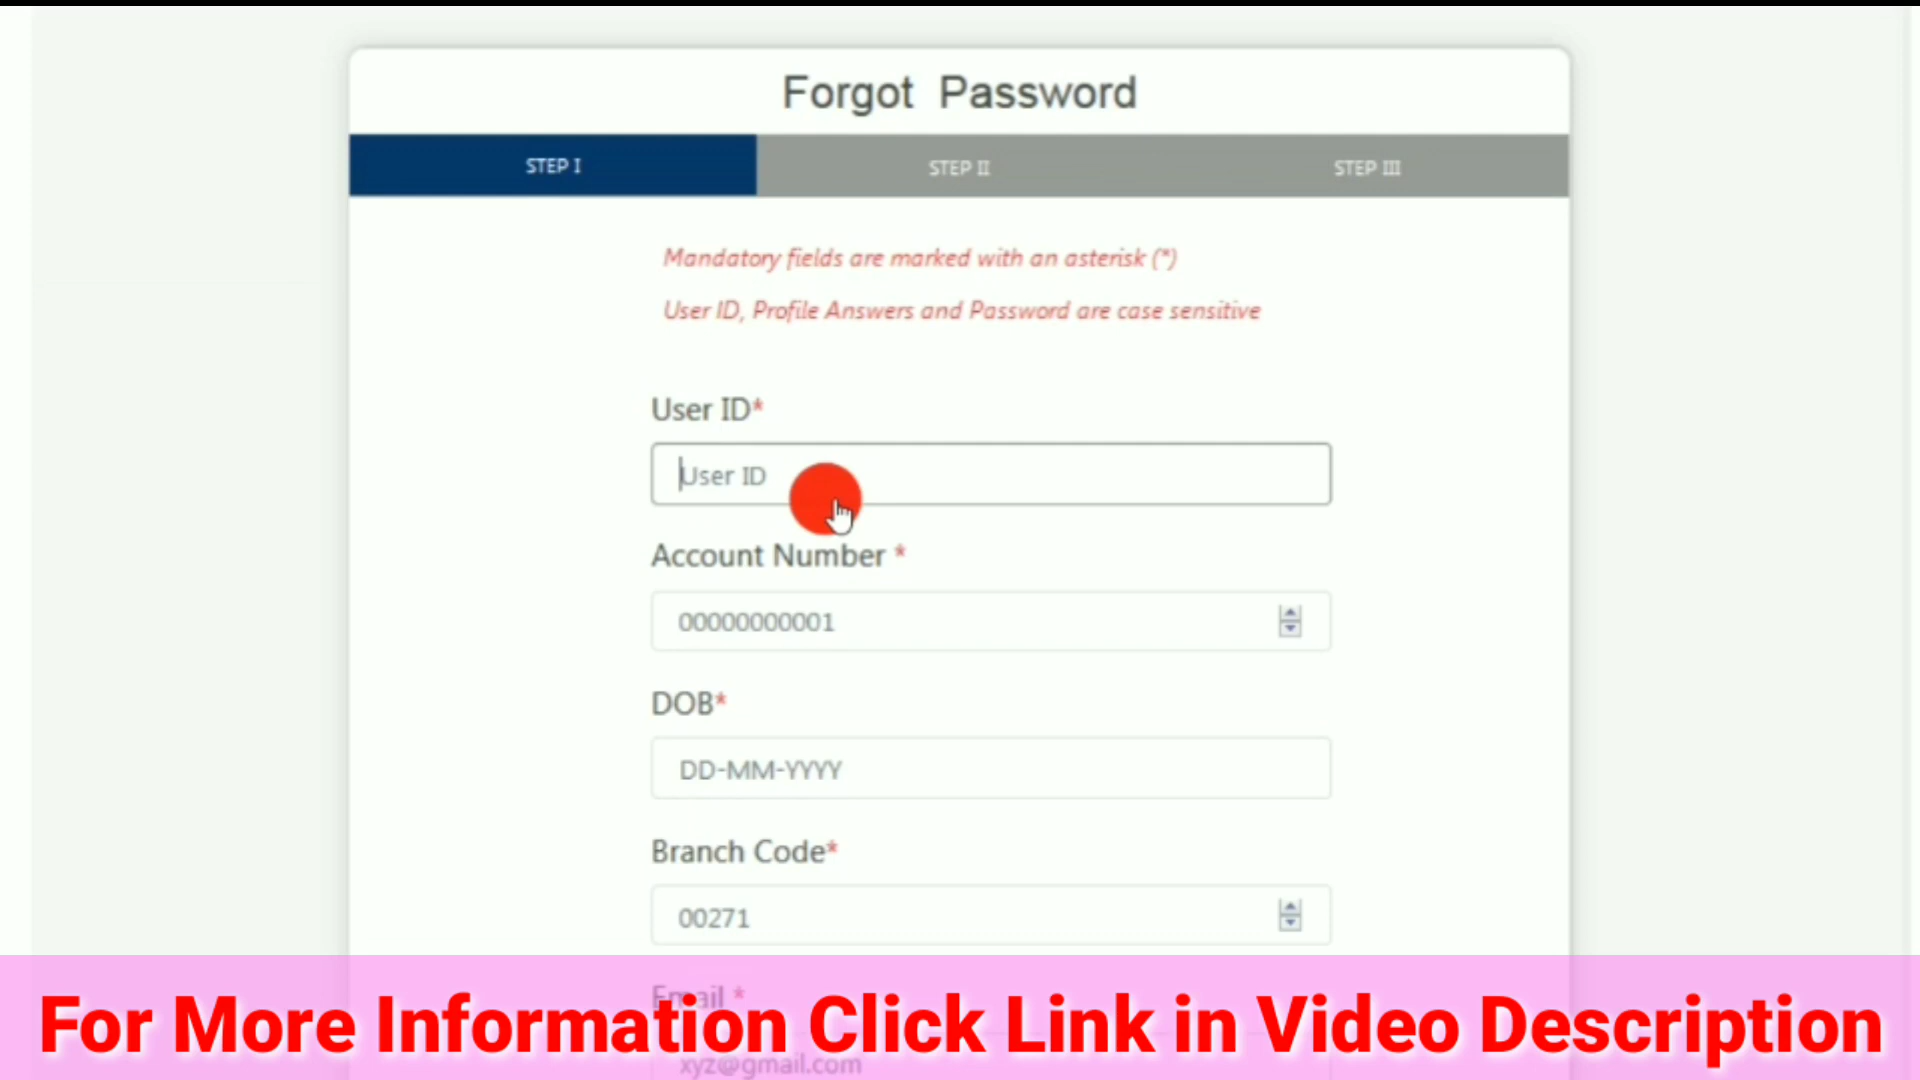 Forgot Password
STEP I STEP II STEP III
Mandatory fields are marked with an asterisk (*)
User ID, Profile Answers and Password are case sensitive
User ID*
User ID
Account Number *
00000000001
DOB*
DD-MM-YYYY
Branch Code*
00271
Email *
For More Information Click Link in Video Description
xyz@gmail.com